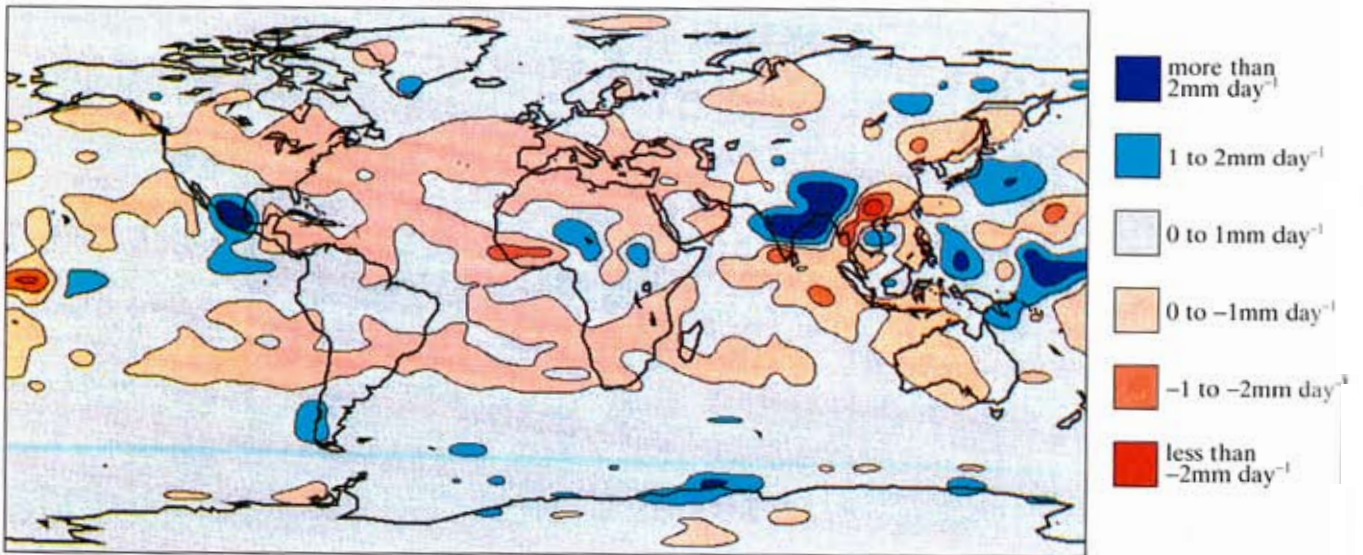 more than
2mm day⁻¹
1 to 2mm day⁻¹
0 to 1mm day⁻¹
0 to –1mm day⁻¹
–1 to –2mm day⁻¹
less than
–2mm day⁻¹